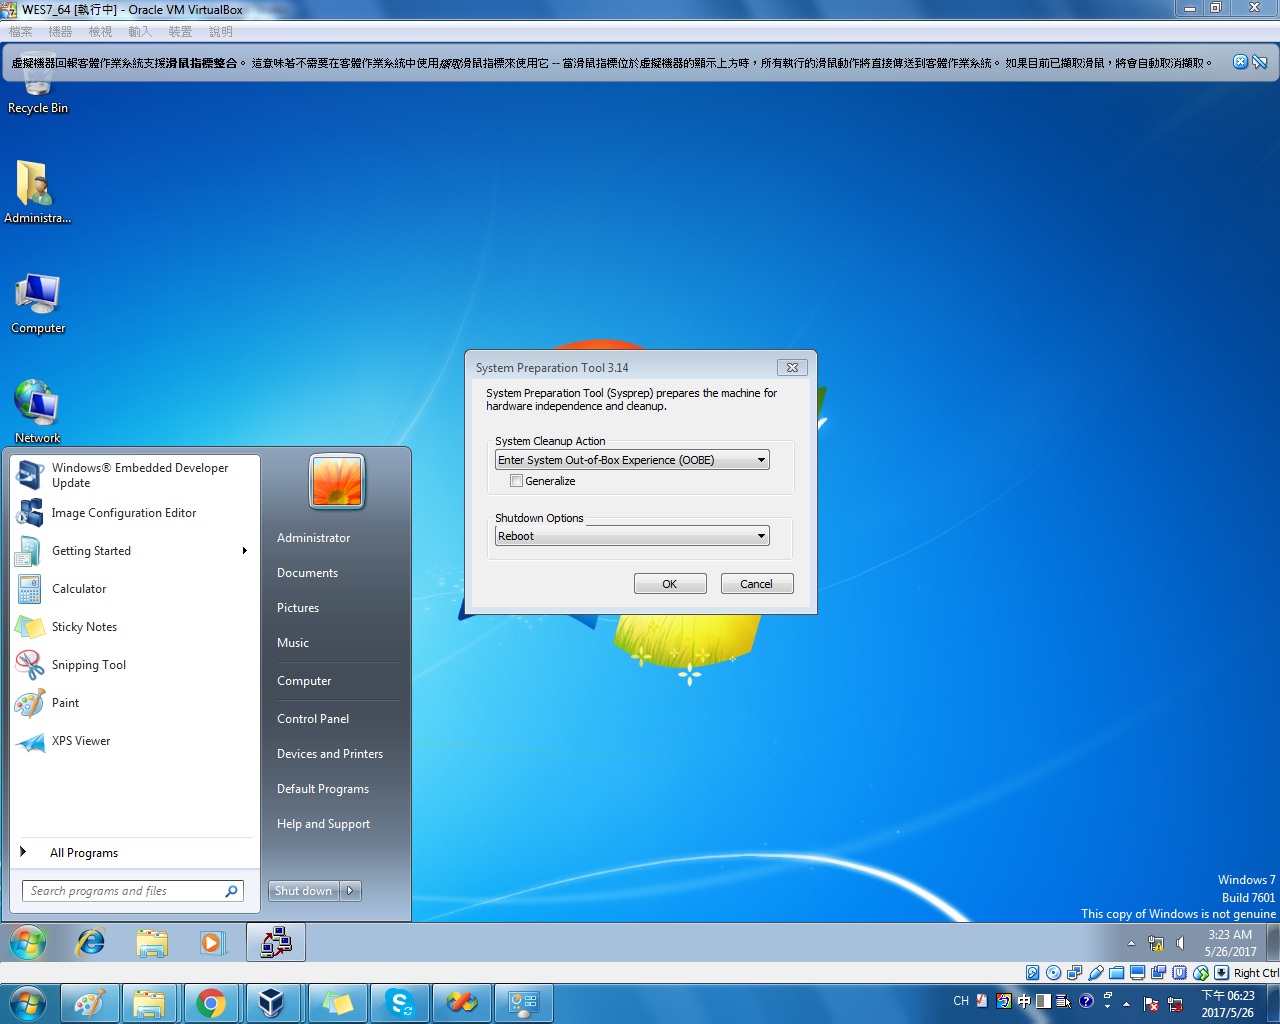 WES7_64 [執行中] - Oracle VM VirtualBox
檔案 機器 檢視 輸入 裝置 說明
虛擬機器回報客體作業系統支援滑鼠指標整合。 這意味若不需要在客體作業系統中使用擷取滑鼠指標來使用它 -- 當滑鼠指標位於虛擬機器的顯示上方時，所有執行的滑鼠動作將直接傳送到客體作業系統。 如果目前已擷取滑鼠，將會自動取消擷取。
Recycle Bin
Administra...
Computer
Network
System Preparation Tool 3.14
System Preparation Tool (Sysprep) prepares the machine for
hardware independence and cleanup.
System Cleanup Action
Enter System Out-of-Box Experience (OOBE)
Generalize
Shutdown Options
Reboot
OK Cancel
Windows® Embedded Developer
Update
Image Configuration Editor
Getting Started
Calculator
Sticky Notes
Snipping Tool
Paint
XPS Viewer
All Programs
Search programs and files
Administrator
Documents
Pictures
Music
Computer
Control Panel
Devices and Printers
Default Programs
Help and Support
Shut down
Windows 7
Build 7601
This copy of Windows is not genuine
3:23 AM
5/26/2017
Right Ctrl
CH 中 下午 06:23
2017/5/26